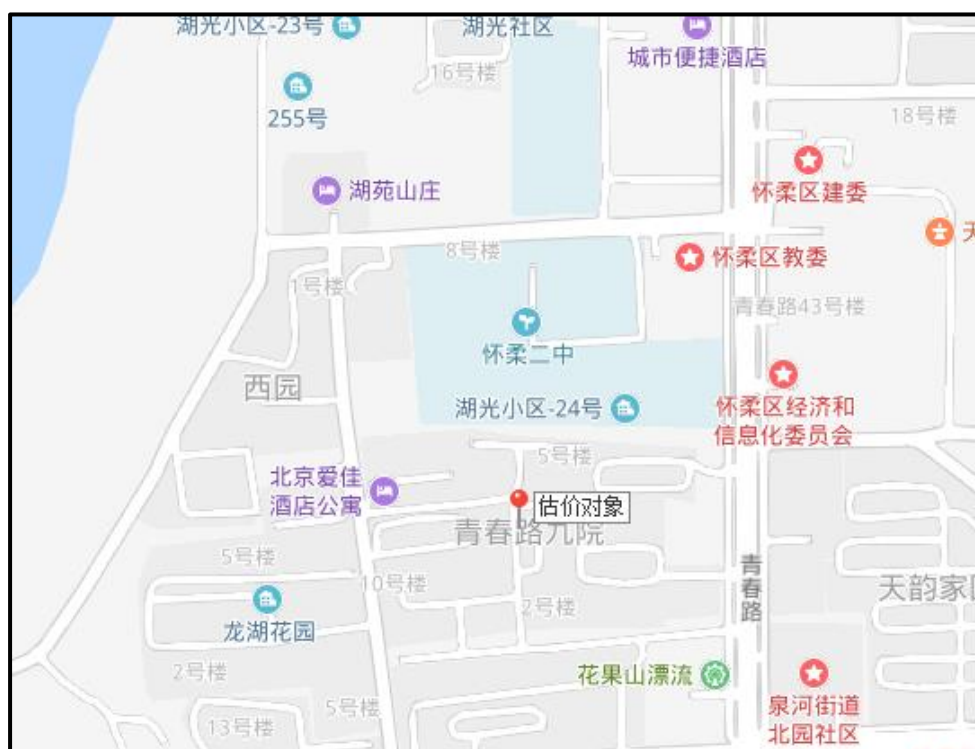 湖光小区-23号
湖光社区
城市便捷酒店
16号楼
255号
18号楼
怀柔区建委
湖苑山庄
天
8号楼
怀柔区教委
1号楼
青春路43号楼
怀柔二中
西园
湖光小区-24号
怀柔区经济和
信息化委员会
5号楼
北京爱佳
酒店公寓
估价对象
青春路九院
5号楼
10号楼
青春路
天韵家园
2号楼
龙湖花园
2号楼
花果山漂流
泉河街道
北园社区
5号楼
13号楼